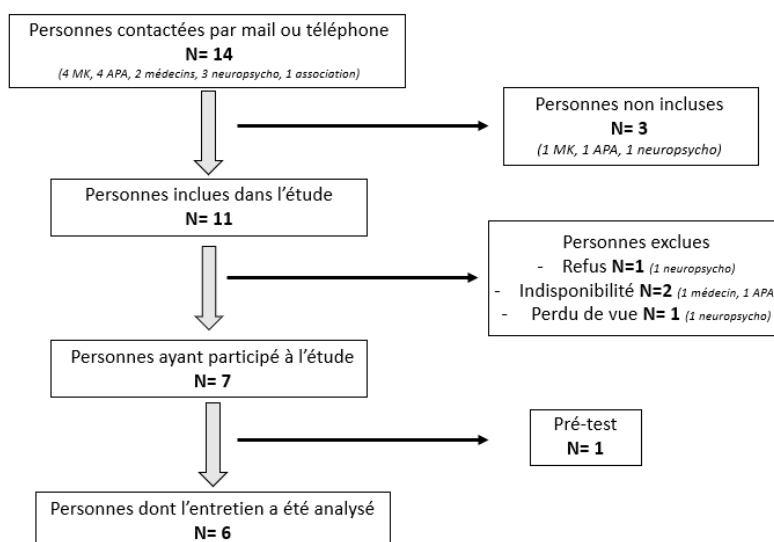 Personnes contactées par mail ou téléphone
N= 14
(4 MK, 4 APA, 2 médecins, 3 neuropsycho, 1 association)
Personnes non incluses
N= 3
(1 MK, 1 APA, 1 neuropsycho)
Personnes inclues dans l'étude
N= 11
Personnes exclues
- Refus N=1 (1 neuropsycho)
- Indisponibilité N=2 (1 médecin, 1 APA
- Perdu de vue N= 1 (1 neuropsycho)
Personnes ayant participé à l'étude
N= 7
Pré-test
N= 1
Personnes dont l'entretien a été analysé
N= 6